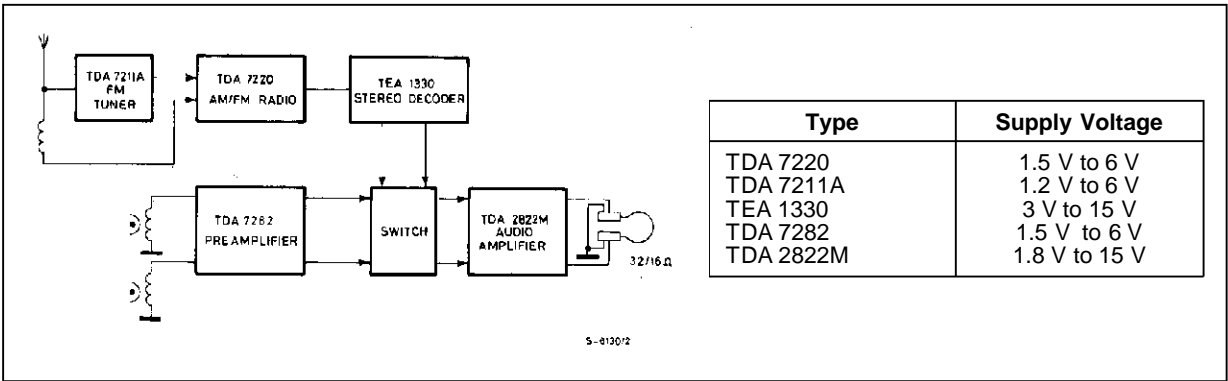 TDA 7211A
FM
TUNER
TDA 7220
AM/FM RADIO
TEA 1330
STEREO DECODER
TDA 7282
PREAMPLIFIER
SWITCH
TDA 2822M
AUDIO
AMPLIFIER
32/16Ω
S-6130/2
Type Supply Voltage
TDA 7220 1.5 V to 6 V
TDA 7211A 1.2 V to 6 V
TEA 1330 3 V to 15 V
TDA 7282 1.5 V to 6 V
TDA 2822M 1.8 V to 15 V